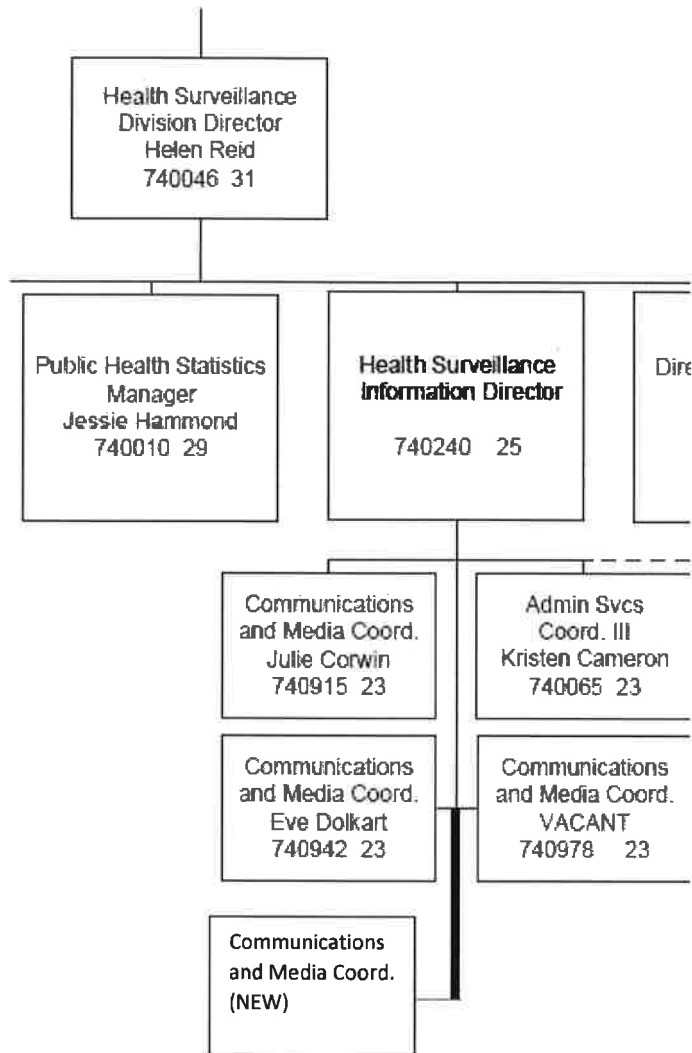 Health Surveillance
Division Director
Helen Reid
740046 31
Public Health Statistics
Manager
Jessie Hammond
740010 29
Health Surveillance
Information Director
740240 25
Dire
Communications
and Media Coord.
Julie Corwin
740915 23
Admin Svcs
Coord. III
Kristen Cameron
740065 23
Communications
and Media Coord.
Eve Dolkart
740942 23
Communications
and Media Coord.
VACANT
740978 23
Communications
and Media Coord.
(NEW)